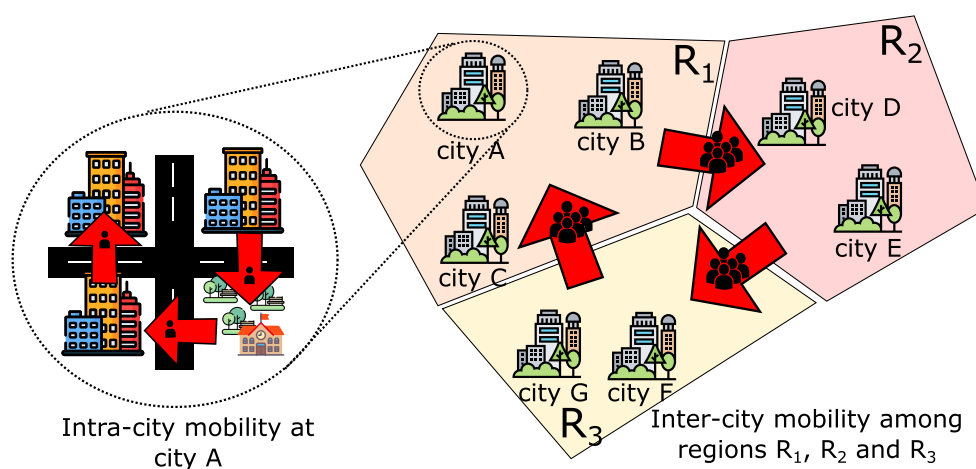 R₁
R₂
city A
city B
city D
city C
city E
city G
city F
R₃
Intra-city mobility at
city A
Inter-city mobility among
regions R₁, R₂ and R₃